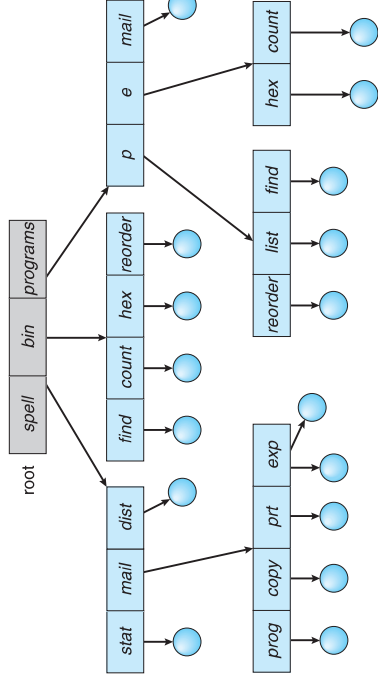 root
spell bin programs
stat mail dist
find count hex reorder
p e mail
prog copy prt exp
reorder list find
hex count